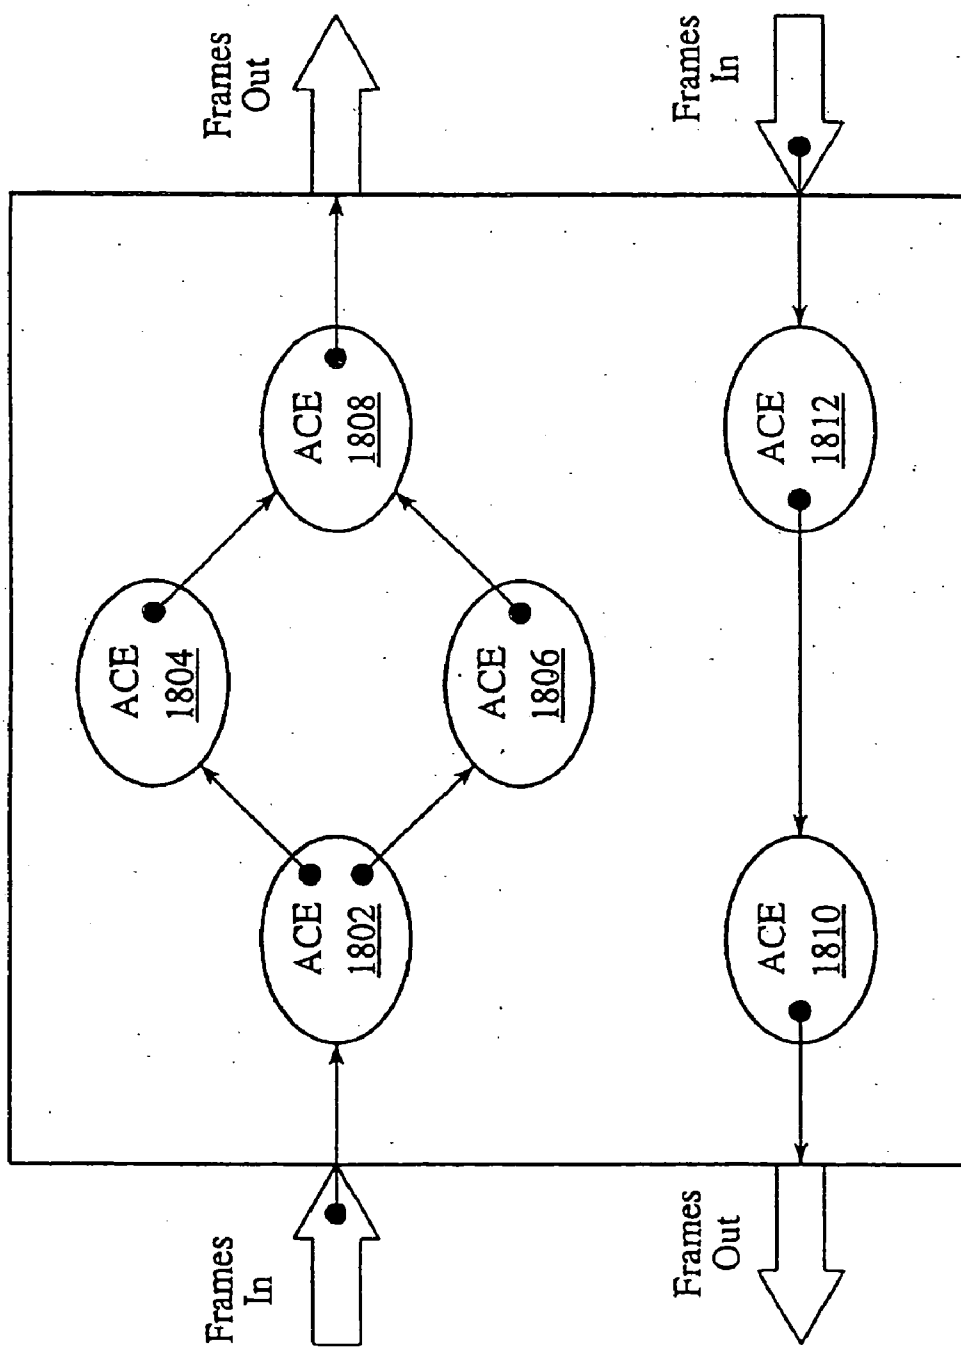 Frames
In
ACE
1802
ACE
1804
ACE
1806
ACE
1808
Frames
Out
Frames
Out
ACE
1810
ACE
1812
Frames
In